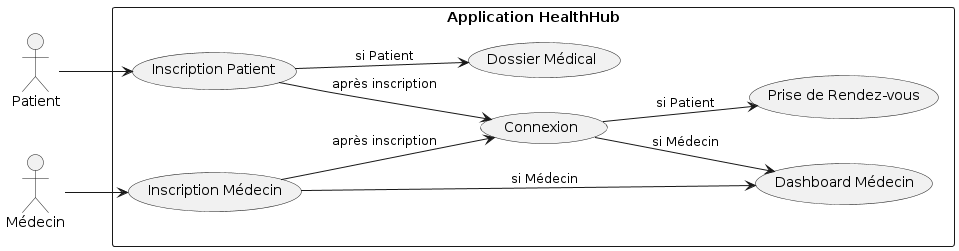 Application HealthHub
Patient
Inscription Patient
si Patient
Dossier Médical
après inscription
Connexion
si Patient
Prise de Rendez-vous
après inscription
si Médecin
Médecin
Inscription Médecin
si Médecin
Dashboard Médecin